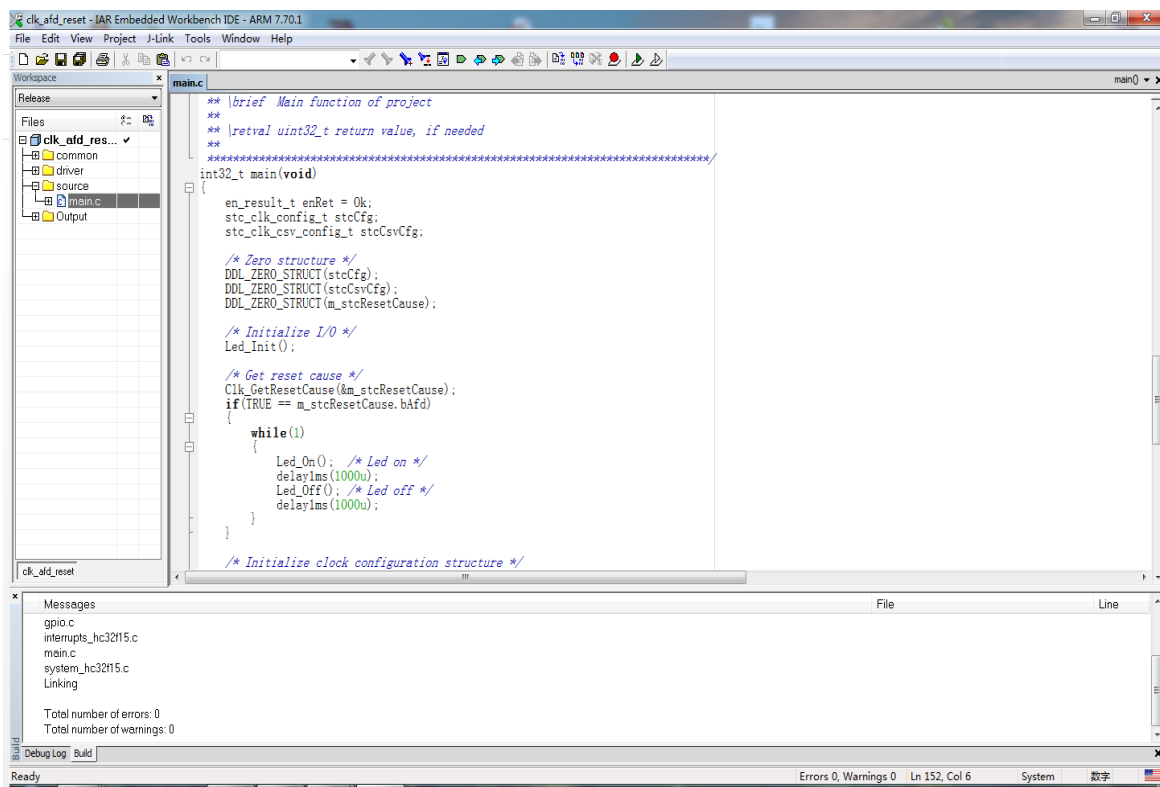 clk_afd_reset - IAR Embedded Workbench IDE - ARM 7.70.1
File Edit View Project J-Link Tools Window Help
Workspace
Release
Files
clk_afd_res...
common
driver
source
main.c
Output
clk_afd_reset
main.c
main()
** \brief Main function of project
**
** \retval uint32_t return value, if needed
**
******************************************************************************/
int32_t main(void)
{
en_result_t enRet = Ok;
stc_clk_config_t stcCfg;
stc_clk_csv_config_t stcCsvCfg;
/* Zero structure */
DDL_ZERO_STRUCT(stcCfg);
DDL_ZERO_STRUCT(stcCsvCfg);
DDL_ZERO_STRUCT(m_stcResetCause);
/* Initialize I/O */
Led_Init();
/* Get reset cause */
Clk_GetResetCause(&m_stcResetCause);
if(TRUE == m_stcResetCause.bAfd)
{
while(1)
{
Led_On(); /* Led on */
delay1ms(1000u);
Led_Off(); /* Led off */
delay1ms(1000u);
}
}
/* Initialize clock configuration structure */
Messages File Line
gpio.c
interrupts_hc32f15.c
main.c
system_hc32f15.c
Linking
Total number of errors: 0
Total number of warnings: 0
Build
Debug Log Build
Ready Errors 0, Warnings 0 Ln 152, Col 6 System 数字